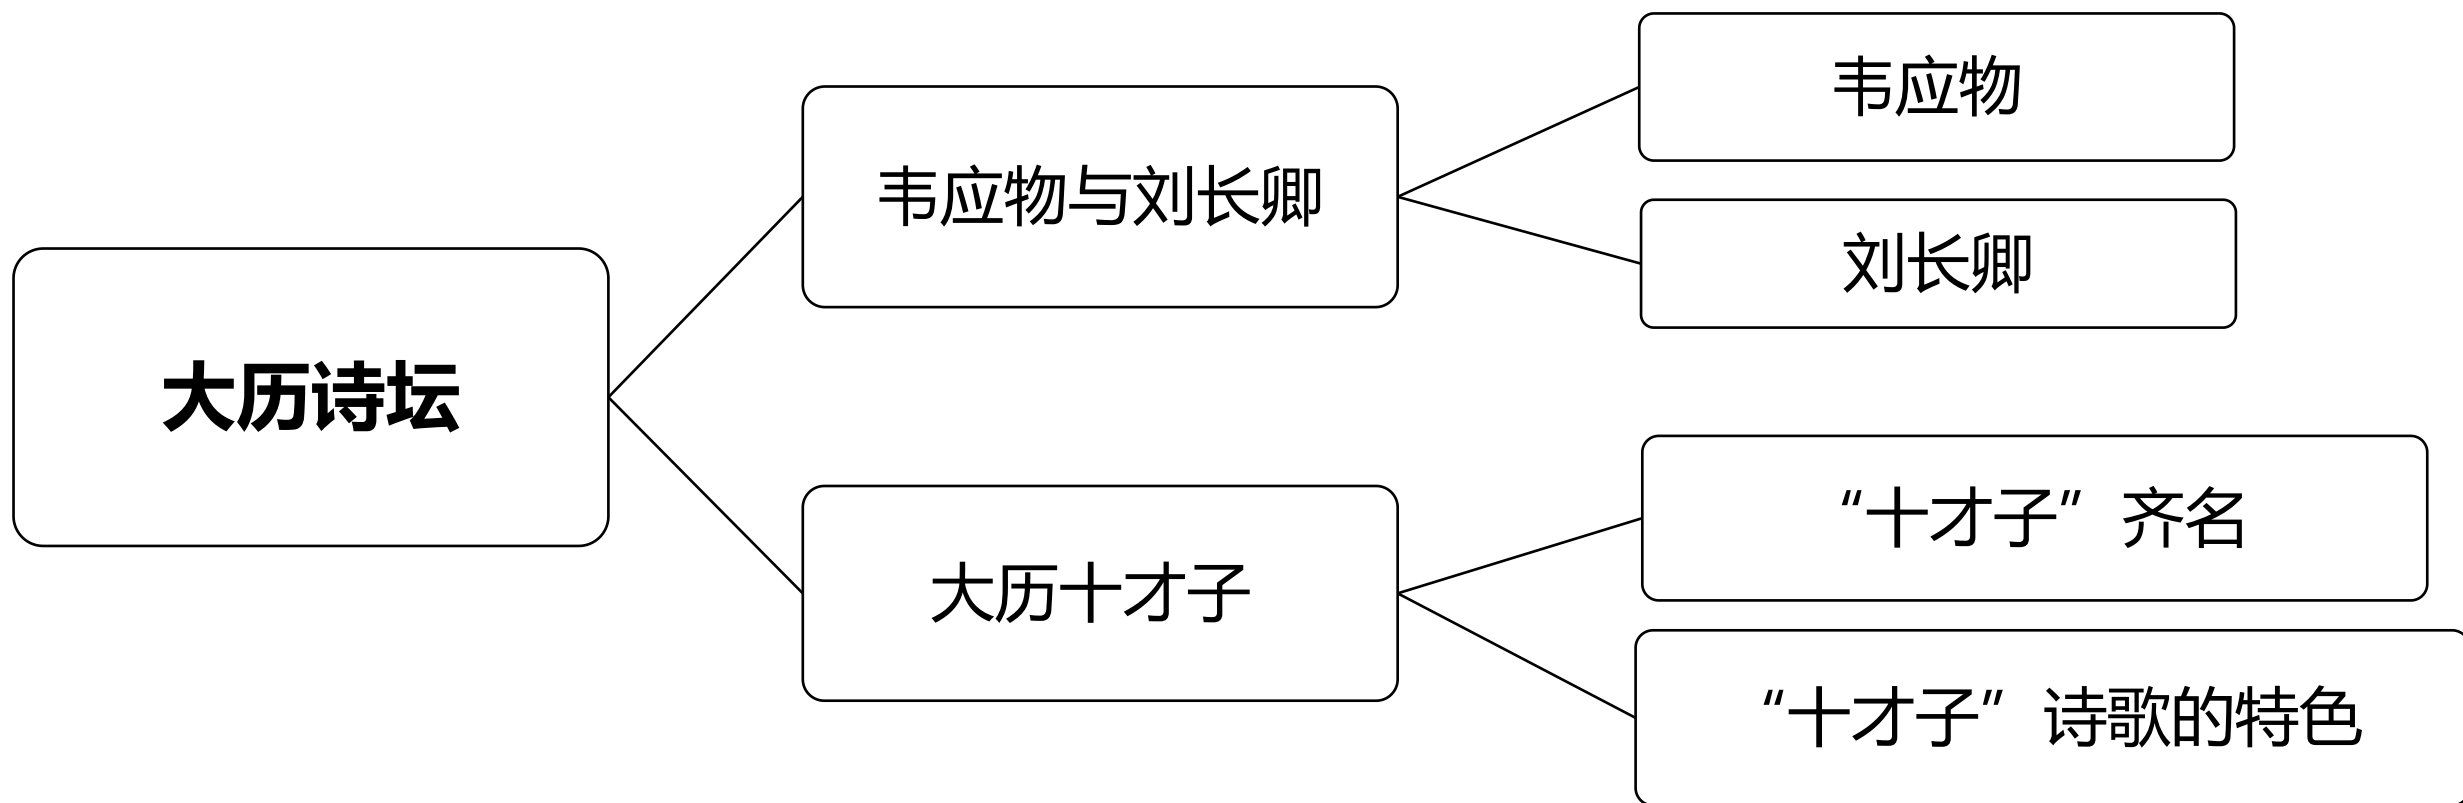 大历诗坛
韦应物与刘长卿
韦应物
刘长卿
大历十才子
“十才子” 齐名
“十才子” 诗歌的特色